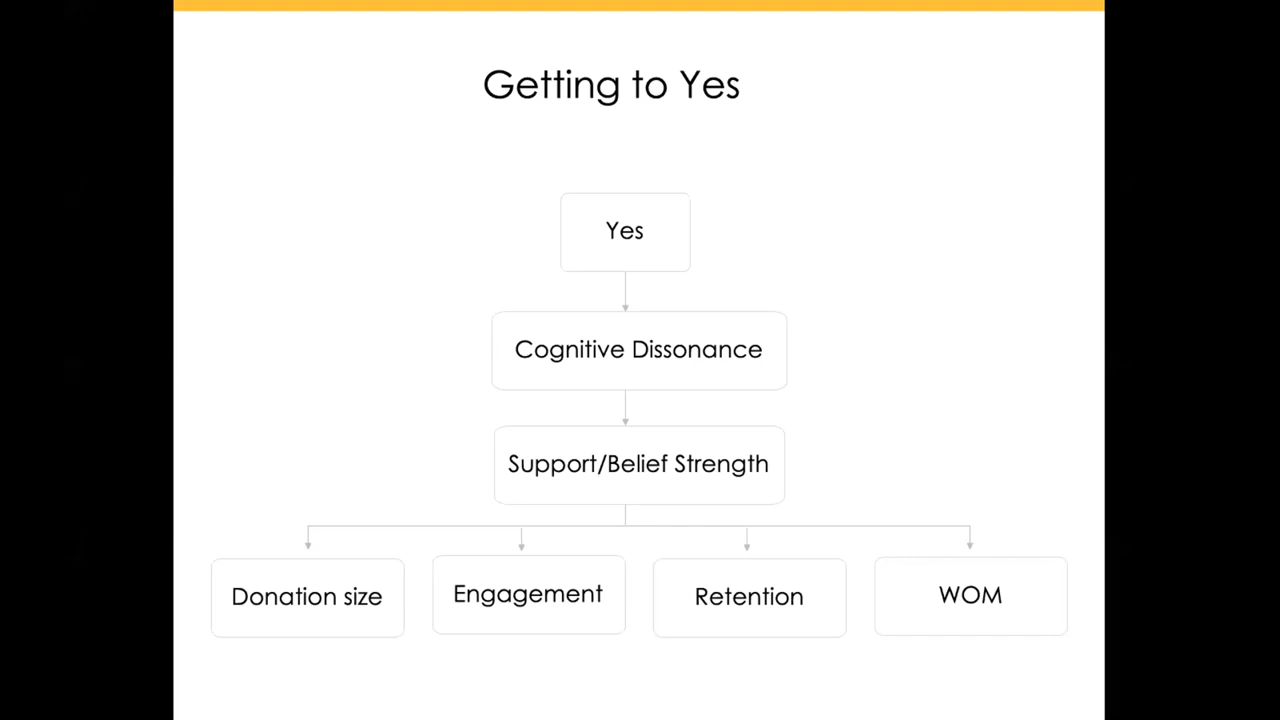 Getting to Yes
Yes
Cognitive Dissonance
Support/Belief Strength
Donation size
Engagement
Retention
WOM